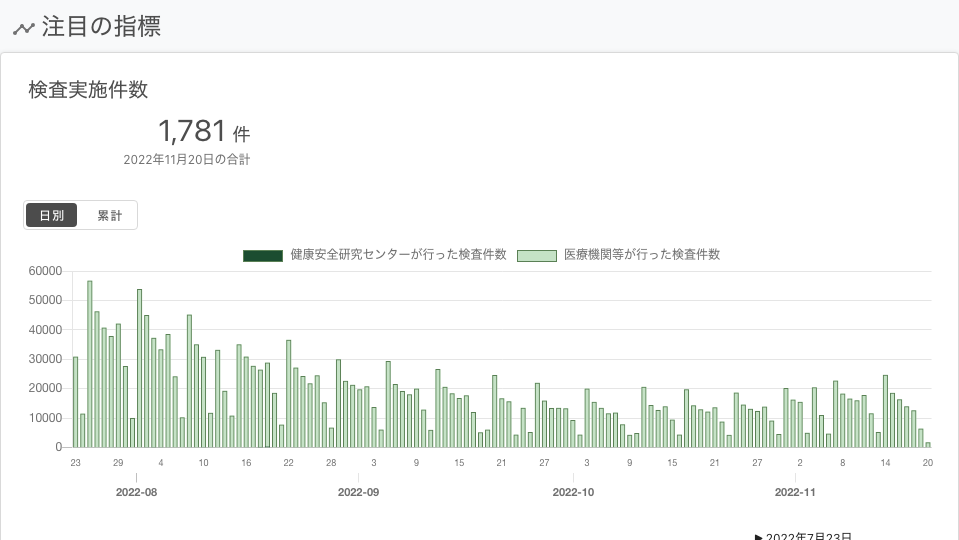 注目の指標
検査実施件数
1,781 件
2022年11月20日の合計
日別 累計
健康安全研究センターが行った検査件数 医療機関等が行った検査件数
60000
50000
40000
30000
20000
10000
0
23 29 4 10 16 22 28 3 9 15 21 27 3 9 15 21 27 2 8 14 20
2022-08 2022-09 2022-10 2022-11
▶ 2022年7月23日